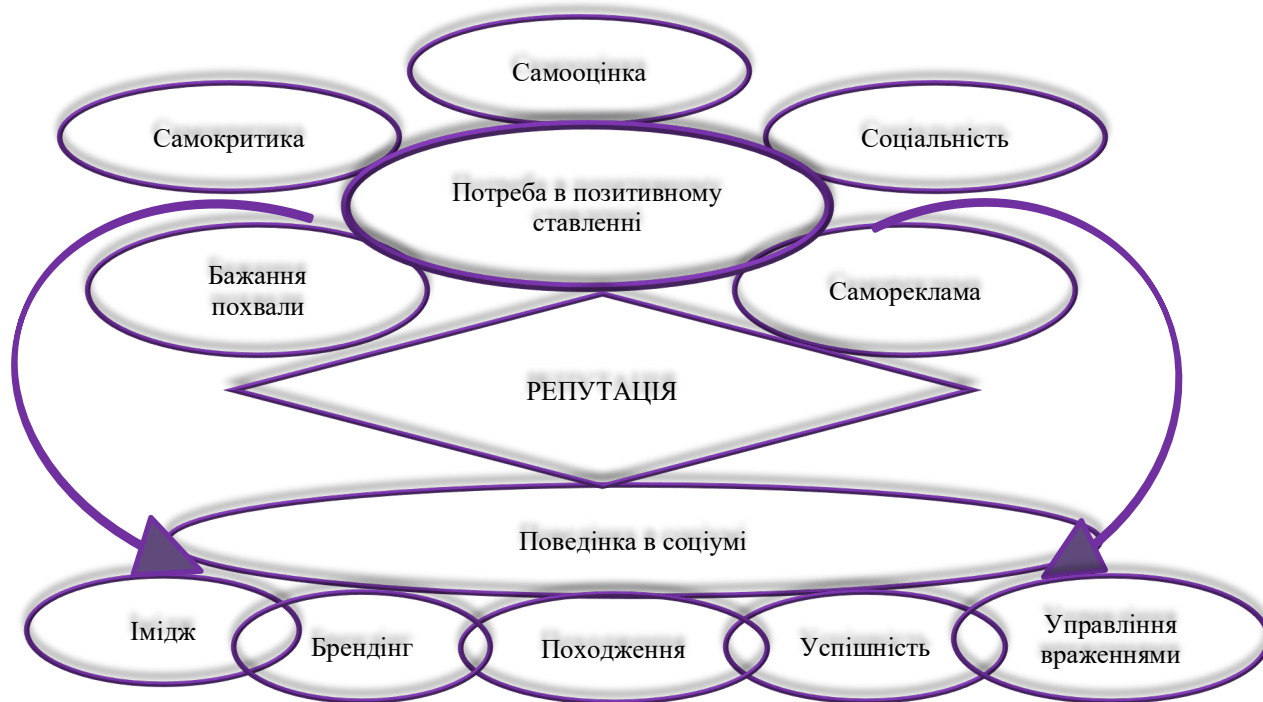 Самооцінка
Самокритика
Соціальність
Потреба в позитивному
ставленні
Бажання
похвали
Самореклама
РЕПУТАЦІЯ
Поведінка в соціумі
Імідж
Брендінг
Походження
Успішність
Управління
враженнями